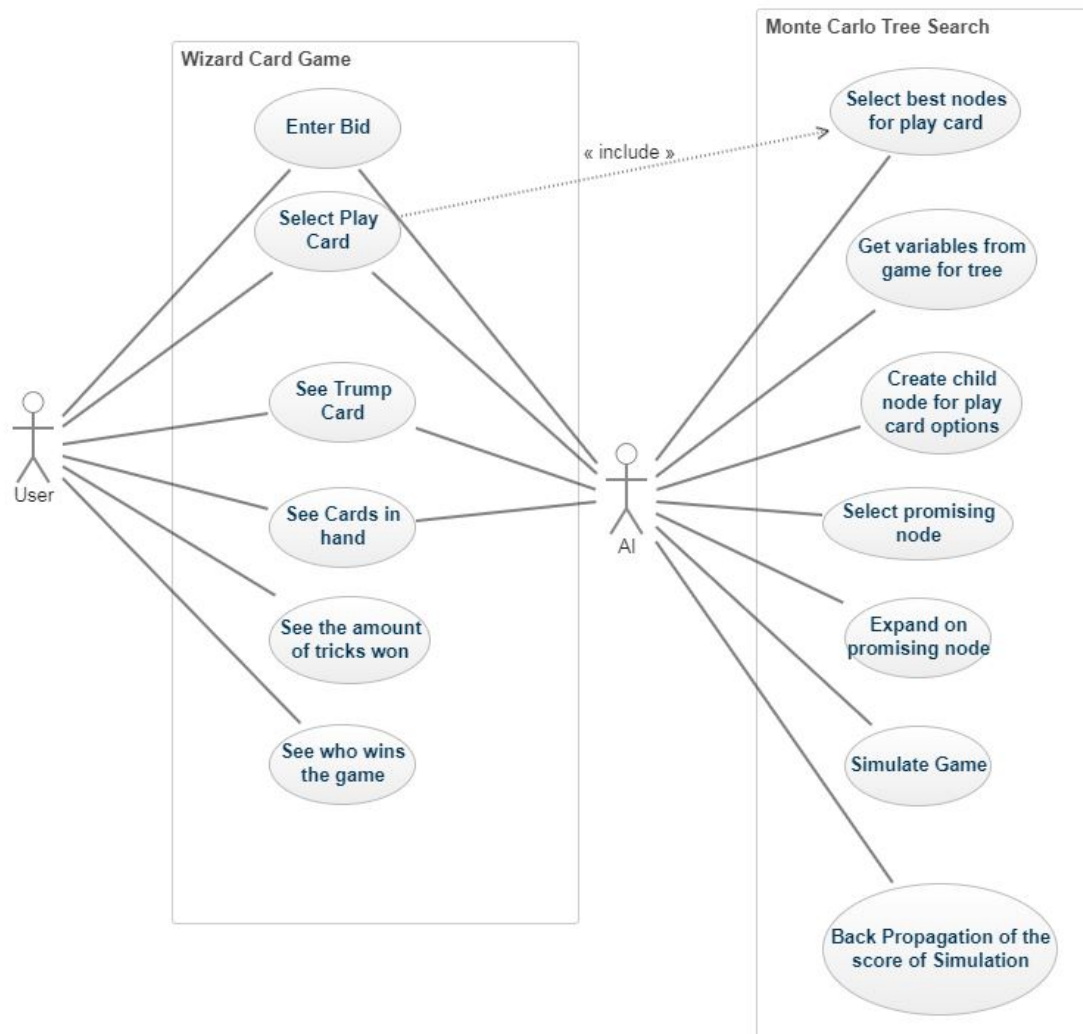 Wizard Card Game
Enter Bid
Select Play
Card
See Trump
Card
See Cards in
hand
See the amount
of tricks won
See who wins
the game
User
« include »
AI
Monte Carlo Tree Search
Select best nodes
for play card
Get variables from
game for tree
Create child
node for play
card options
Select promising
node
Expand on
promising node
Simulate Game
Back Propagation of the
score of Simulation